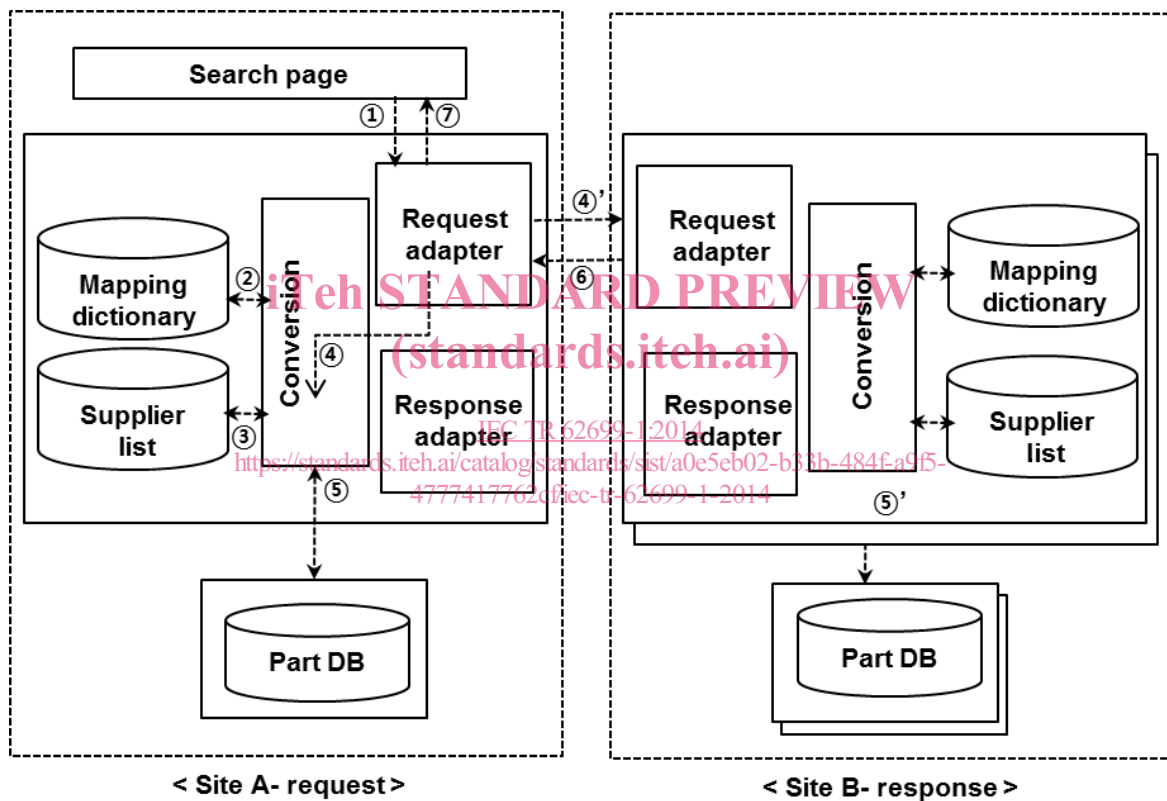 Search page
①
⑦
Request
adapter
④’
⑥
Mapping
dictionary
②
Conversion
④
Supplier
list
③
Response
adapter
⑤
Part DB
< Site A- request >
Request
adapter
Conversion
Mapping
dictionary
Response
adapter
Supplier
list
⑤’
Part DB
< Site B- response >
iTeh STANDARD PREVIEW
(standards.iteh.ai)
IEC TR 62699-1:2014
https://standards.iteh.ai/catalog/standards/sist/a0e5eb02-b33b-484f-a9f5-
4777417762cf/iec-tr-62699-1-2014